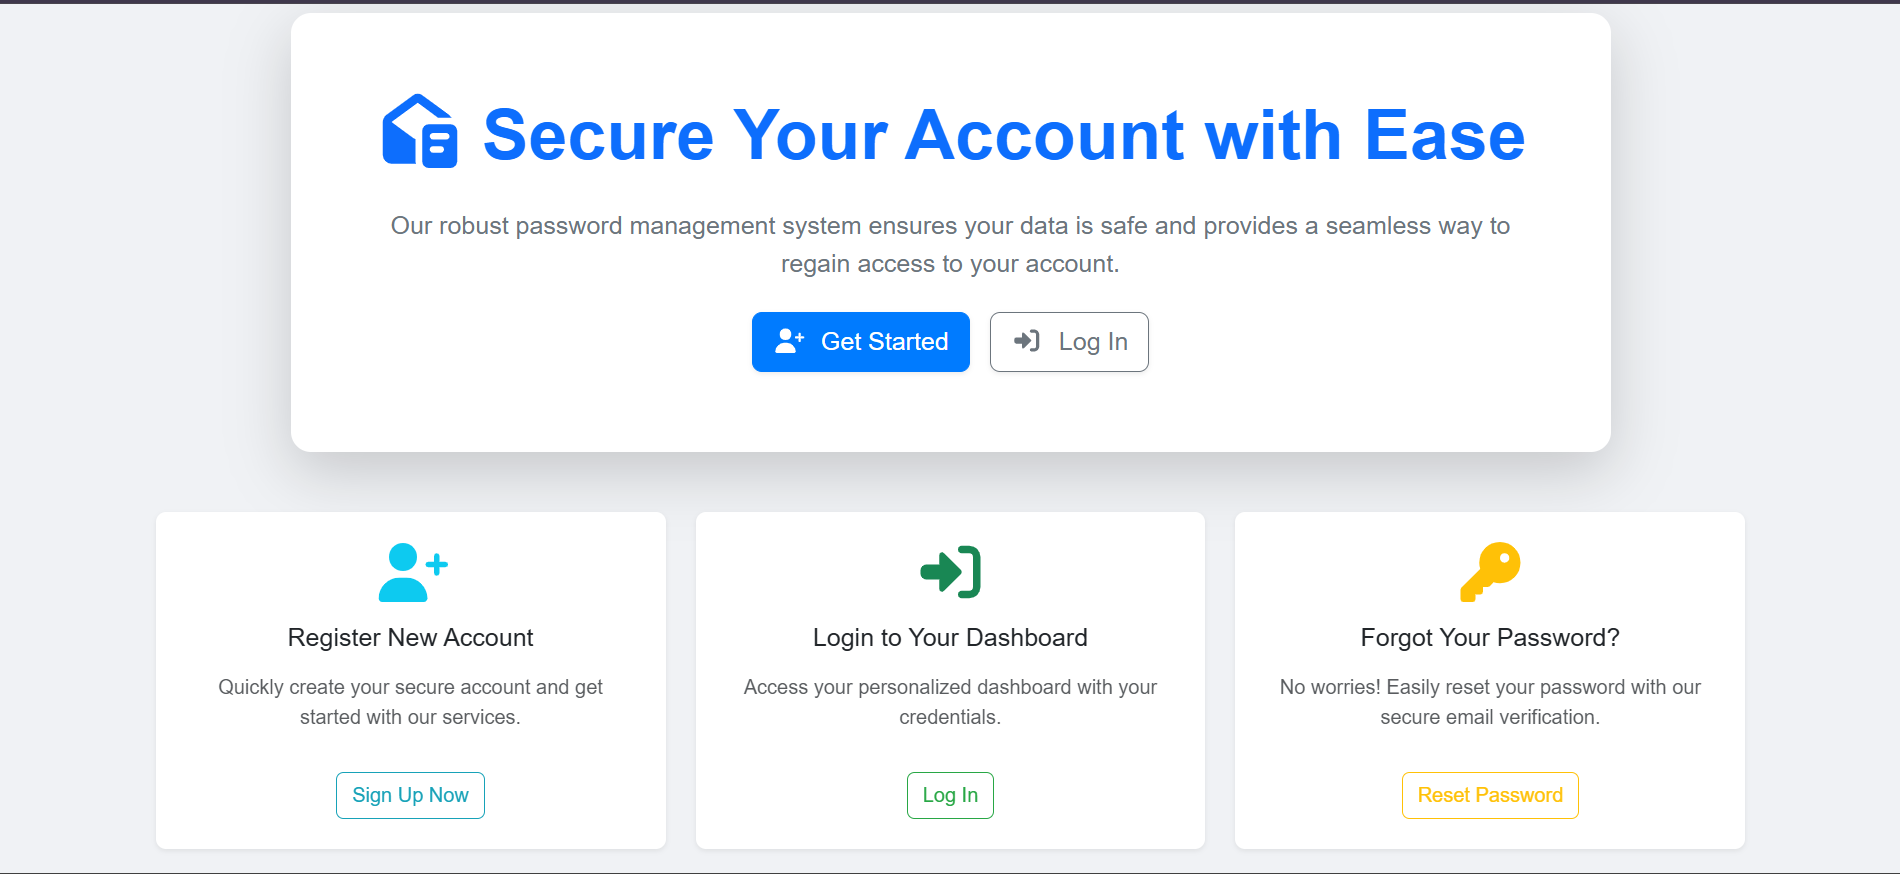 Secure Your Account with Ease
Our robust password management system ensures your data is safe and provides a seamless way to
regain access to your account.
Get Started
Log In
Register New Account
Quickly create your secure account and get
started with our services.
Sign Up Now
Login to Your Dashboard
Access your personalized dashboard with your
credentials.
Log In
Forgot Your Password?
No worries! Easily reset your password with our
secure email verification.
Reset Password